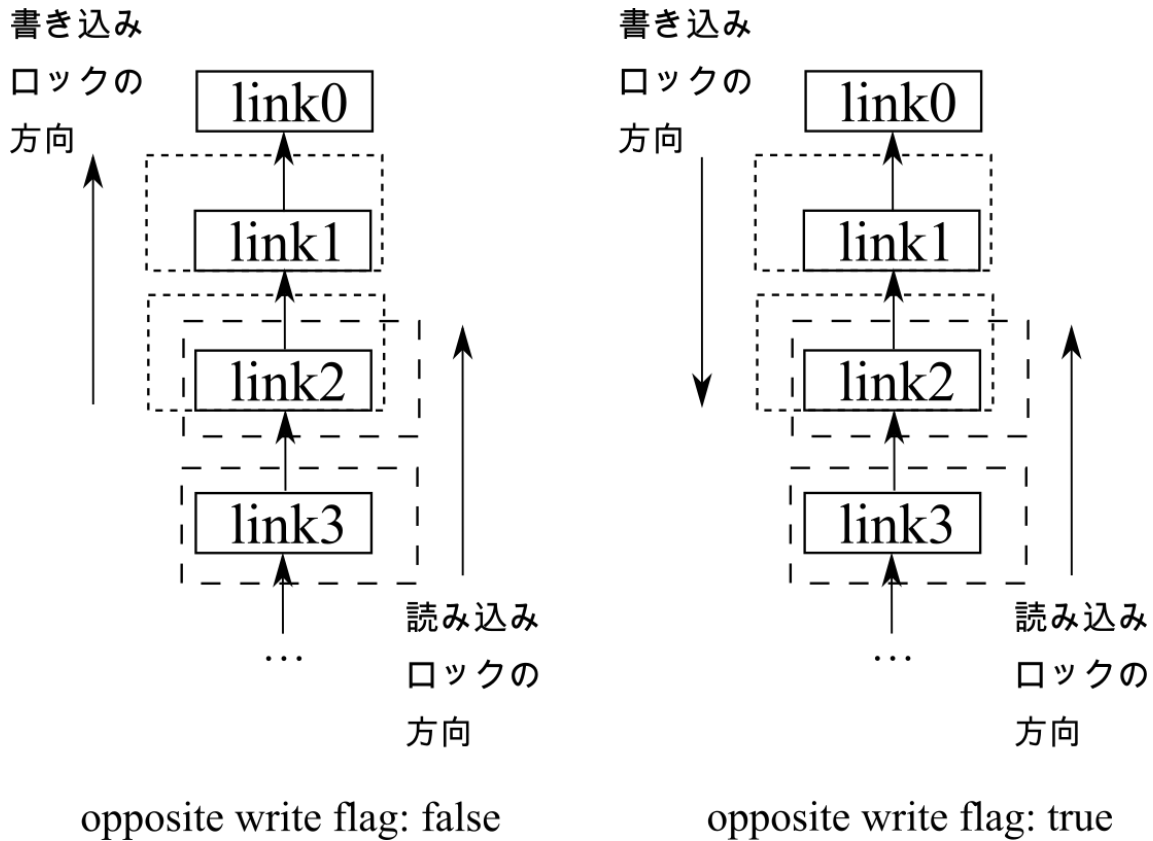 書き込み
ロックの
方向
link0
link1
link2
link3
…
読み込み
ロックの
方向
opposite write flag: false
書き込み
ロックの
方向
link0
link1
link2
link3
…
読み込み
ロックの
方向
opposite write flag: true